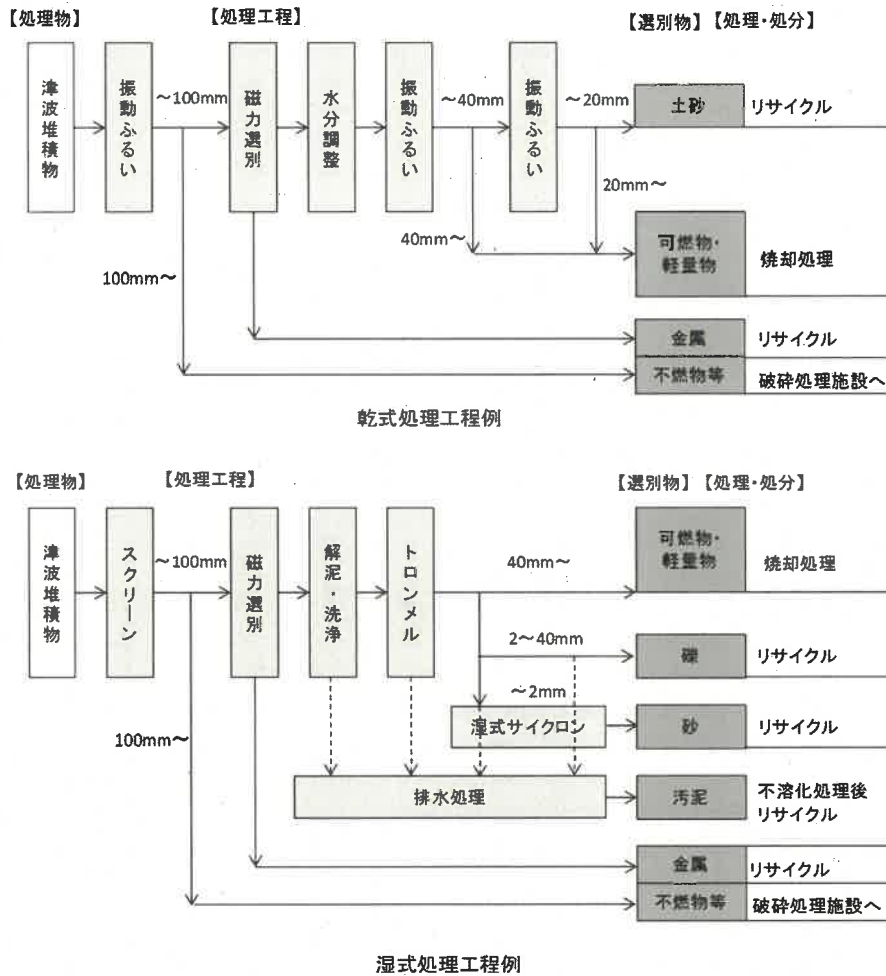 【処理物】
【処理工程】
【選別物】【処理・処分】
津波堆積物
振動ふるい
～100mm
磁力選別
水分調整
振動ふるい
～40mm
振動ふるい
～20mm
土砂
リサイクル
20mm～
40mm～
可燃物・
軽量物
焼却処理
100mm～
金属
リサイクル
不燃物等
破砕処理施設へ
乾式処理工程例
【処理物】
【処理工程】
【選別物】【処理・処分】
津波堆積物
スクリーン
～100mm
磁力選別
解泥・洗浄
トロンメル
40mm～
可燃物・
軽量物
焼却処理
2～40mm
礫
リサイクル
～2mm
湿式サイクロン
砂
リサイクル
100mm～
排水処理
汚泥
不溶化処理後
リサイクル
金属
リサイクル
不燃物等
破砕処理施設へ
湿式処理工程例